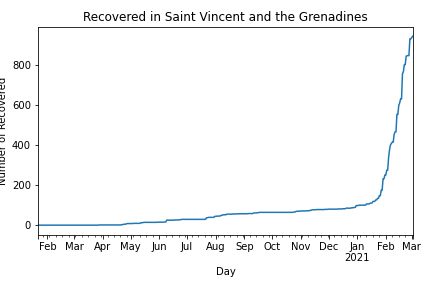 Recovered in Saint Vincent and the Grenadines
Number of Recovered
800
600
400
200
0
Feb Mar Apr May Jun Jul Aug Sep Oct Nov Dec Jan Feb Mar
2021
Day